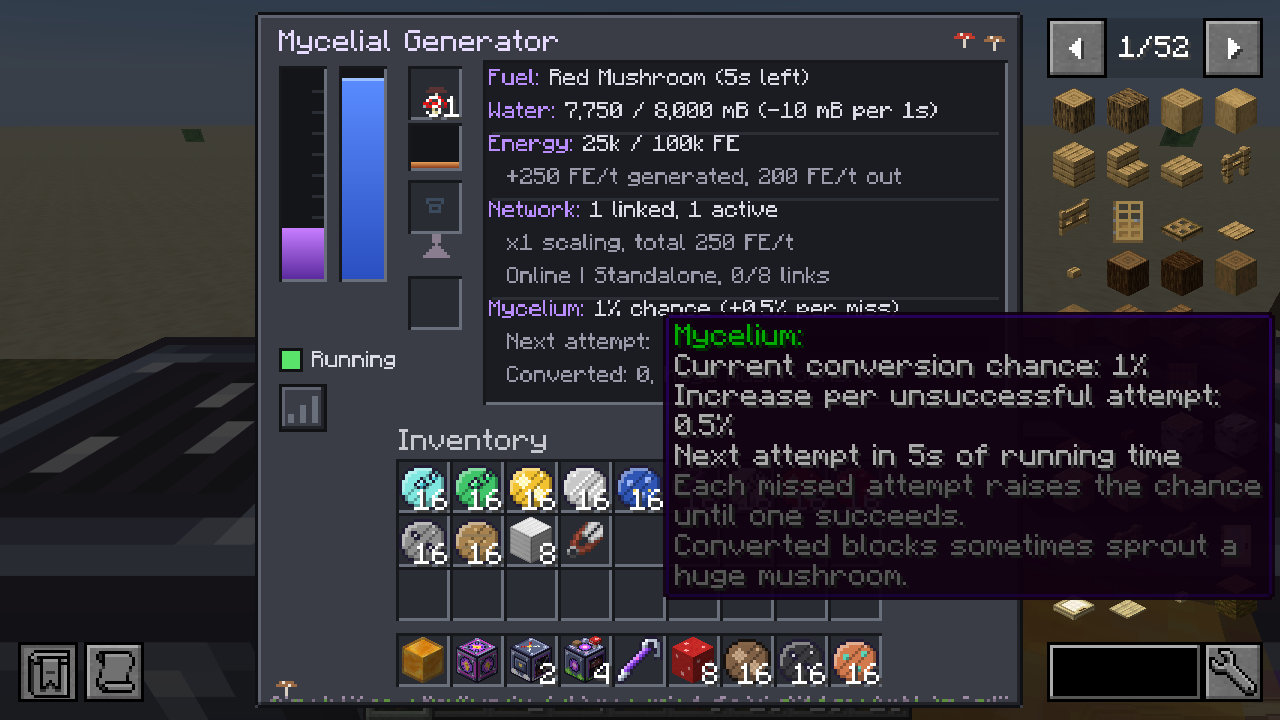 Mycelial Generator
1/52
Fuel: Red Mushroom (5s left)
Water: 7,750 / 8,000 mB (-10 mB per 1s)
Energy: 25k / 100k FE
+250 FE/t generated, 200 FE/t out
Network: 1 linked, 1 active
x1 scaling, total 250 FE/t
Online | Standalone, 0/8 links
Mycelium: 1% chance (+0.5% per miss)
Next attempt:
Converted: 0,
31
Running
Mycelium:
Current conversion chance: 1%
Increase per unsuccessful attempt:
0.5%
Next attempt in 5s of running time
Each missed attempt raises the chance
until one succeeds.
Converted blocks sometimes sprout a
huge mushroom.
Inventory
16 16 16 16 16
16 16 8
2 4 8 16 16 16